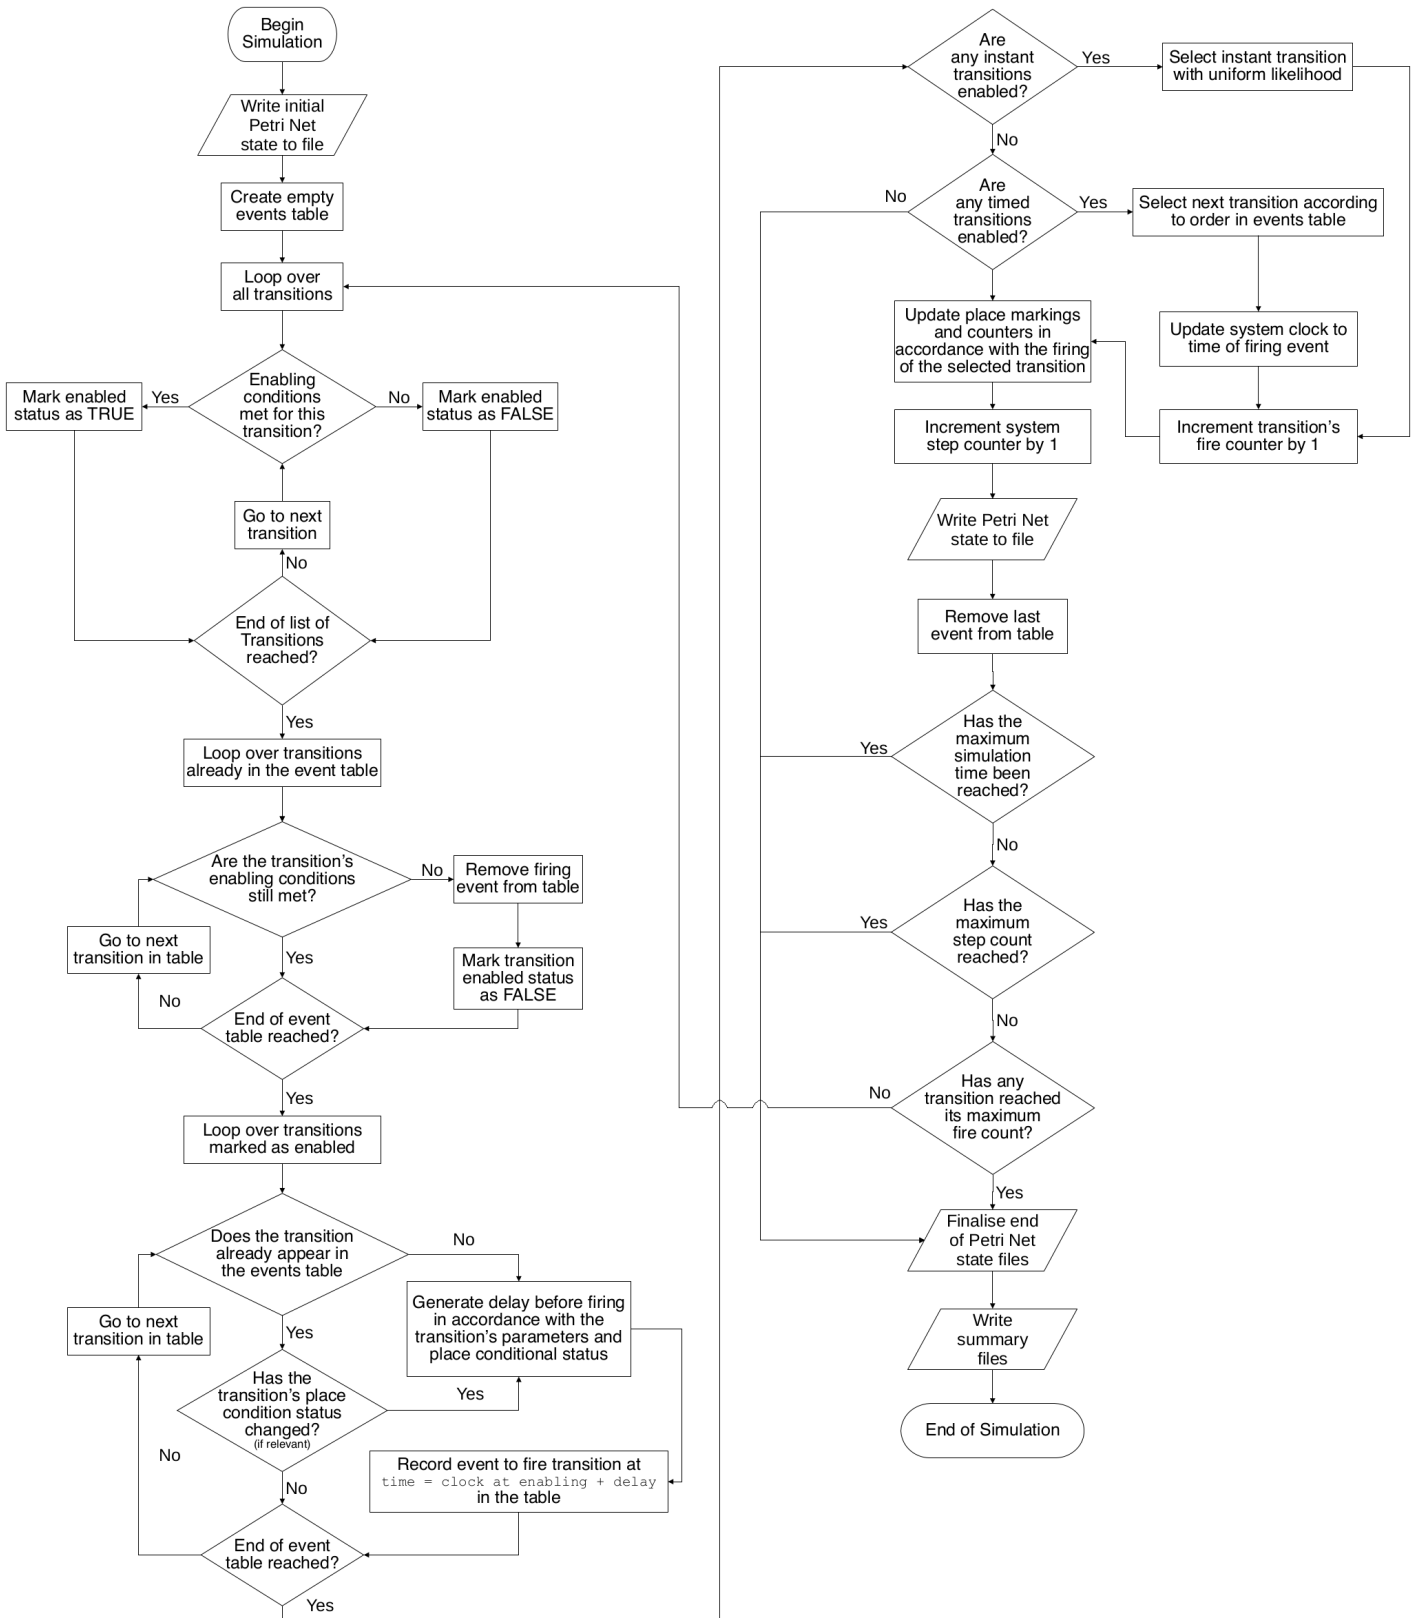 Begin
Simulation
Write initial
Petri Net
state to file
Create empty
events table
Loop over
all transitions
Enabling
conditions
met for this
transition?
Yes
Mark enabled
status as TRUE
No
Mark enabled
status as FALSE
Go to next
transition
No
End of list of
Transitions
reached?
Yes
Loop over transitions
already in the event table
Are the transition's
enabling conditions
still met?
No
Remove firing
event from table
Mark transition
enabled status
as FALSE
Go to next
transition in table
Yes
No
End of event
table reached?
Yes
Loop over transitions
marked as enabled
Does the transition
already appear in
the events table
No
Generate delay before firing
in accordance with the
transition's parameters and
place conditional status
Go to next
transition in table
Yes
Has the
transition's place
condition status
changed?
(if relevant)
Yes
No
No
Record event to fire transition at
time = clock at enabling + delay
in the table
End of event
table reached?
Yes
Are
any instant
transitions
enabled?
Yes
Select instant transition
with uniform likelihood
No
Are
any timed
transitions
enabled?
No
Yes
Select next transition according
to order in events table
Update system clock to
time of firing event
Increment transition's
fire counter by 1
Update place markings
and counters in
accordance with the firing
of the selected transition
Increment system
step counter by 1
Write Petri Net
state to file
Remove last
event from table
Has the
maximum
simulation
time been
reached?
Yes
No
Has the
maximum
step count
reached?
Yes
No
Has any
transition reached
its maximum
fire count?
No
Yes
Finalise end
of Petri Net
state files
Write
summary
files
End of Simulation